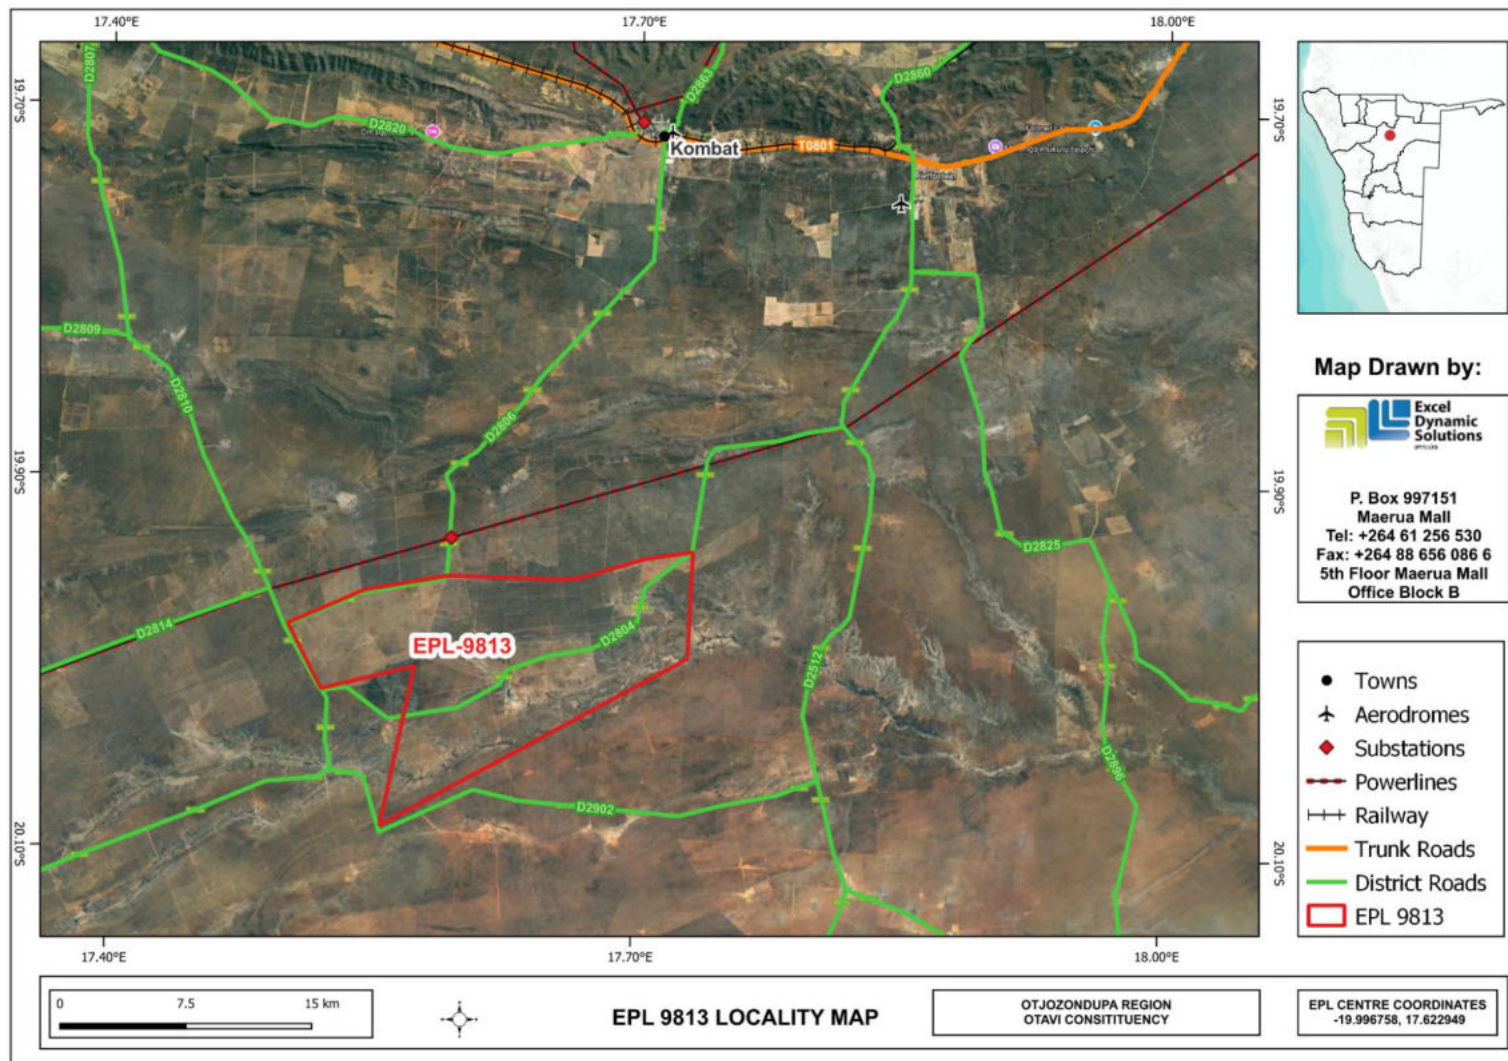 17.40°E
17.70°E
18.00°E
19.70°S
19.70°S
D2807
D2863
D2860
D2820
Kombat
T0801
D2809
D2810
D2806
19.90°S
19.90°S
D2825
D2814
D2804
EPL-9813
D2512
D2896
D2902
20.10°S
20.10°S
17.40°E
17.70°E
18.00°E
Map Drawn by:
Excel
Dynamic
Solutions
P. Box 997151
Maerua Mall
Tel: +264 61 256 530
Fax: +264 88 656 086 6
5th Floor Maerua Mall
Office Block B
Towns
Aerodromes
Substations
Powerlines
Railway
Trunk Roads
District Roads
EPL 9813
0 7.5 15 km
EPL 9813 LOCALITY MAP
OTJOZONDUPA REGION
OTAVI CONSITITUENCY
EPL CENTRE COORDINATES
-19.996758, 17.622949